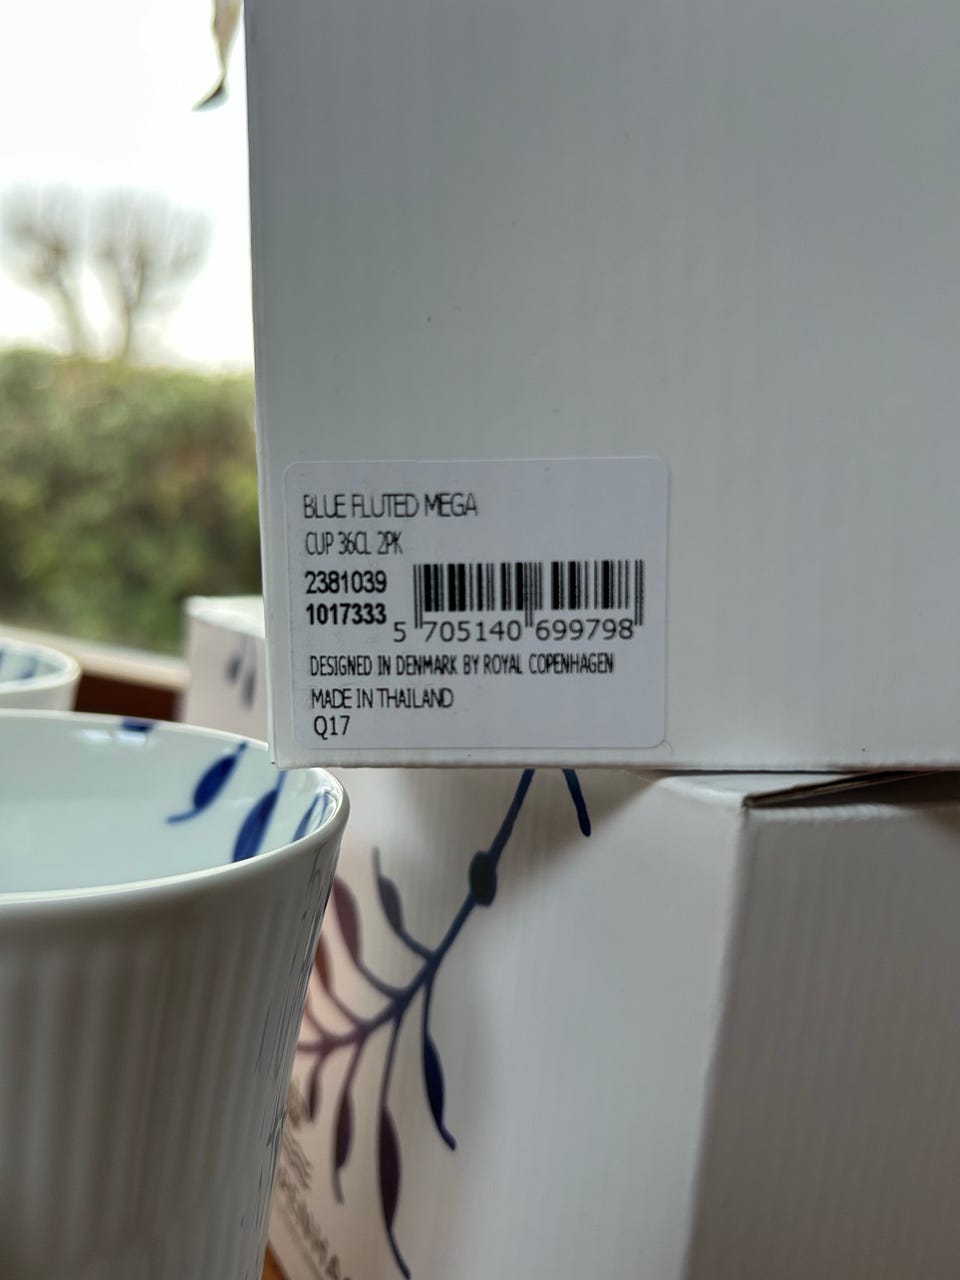 BLUE FLUTED MEGA
CUP 36CL 2PK
2381039
1017333
5 705140 699798
DESIGNED IN DENMARK BY ROYAL COPENHAGEN
MADE IN THAILAND
Q17